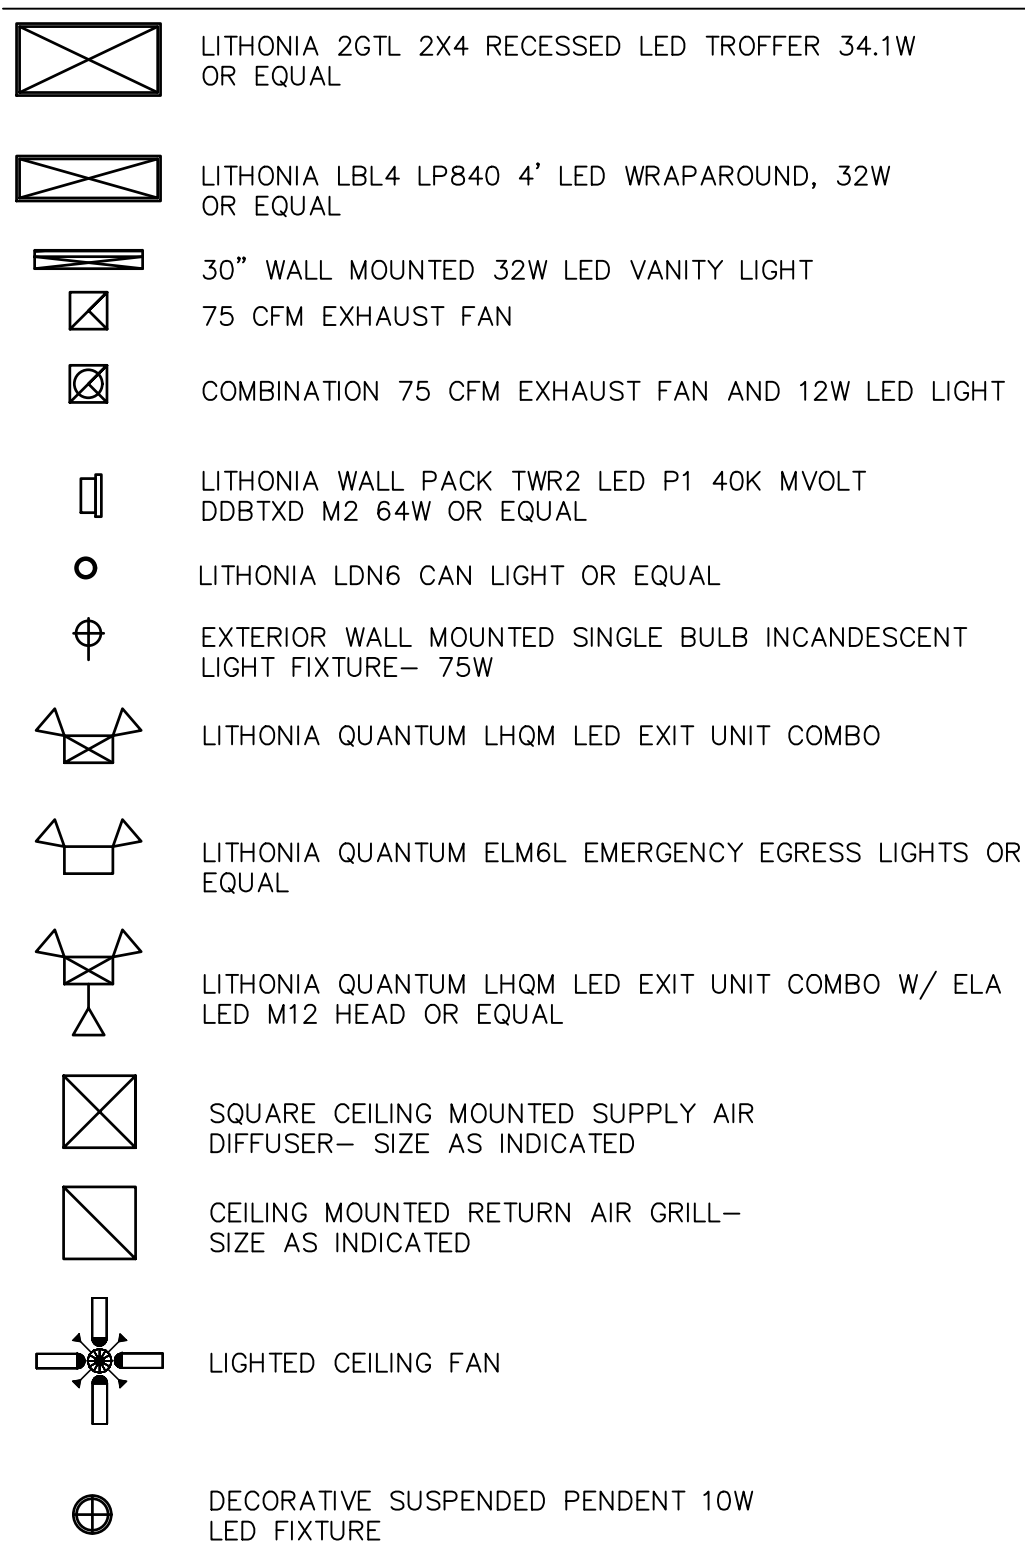 LITHONIA 2GTL 2X4 RECESSED LED TROFFER 34.1W
OR EQUAL
LITHONIA LBL4 LP840 4' LED WRAPAROUND, 32W
OR EQUAL
30" WALL MOUNTED 32W LED VANITY LIGHT
75 CFM EXHAUST FAN
COMBINATION 75 CFM EXHAUST FAN AND 12W LED LIGHT
LITHONIA WALL PACK TWR2 LED P1 40K MVOLT
DDBTXD M2 64W OR EQUAL
LITHONIA LDN6 CAN LIGHT OR EQUAL
EXTERIOR WALL MOUNTED SINGLE BULB INCANDESCENT
LIGHT FIXTURE– 75W
LITHONIA QUANTUM LHQM LED EXIT UNIT COMBO
LITHONIA QUANTUM ELM6L EMERGENCY EGRESS LIGHTS OR
EQUAL
LITHONIA QUANTUM LHQM LED EXIT UNIT COMBO W/ ELA
LED M12 HEAD OR EQUAL
SQUARE CEILING MOUNTED SUPPLY AIR
DIFFUSER– SIZE AS INDICATED
CEILING MOUNTED RETURN AIR GRILL–
SIZE AS INDICATED
LIGHTED CEILING FAN
DECORATIVE SUSPENDED PENDENT 10W
LED FIXTURE